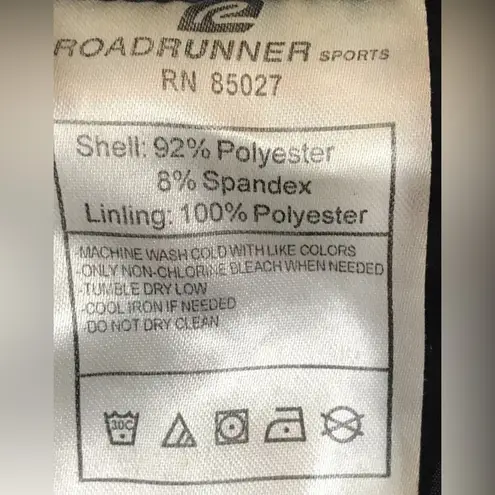 ROADRUNNER SPORTS
RN 85027
Shell: 92% Polyester
8% Spandex
Linling: 100% Polyester
-MACHINE WASH COLD WITH LIKE COLORS
-ONLY NON-CHLORINE BLEACH WHEN NEEDED
-TUMBLE DRY LOW
-COOL IRON IF NEEDED
-DO NOT DRY CLEAN
30C